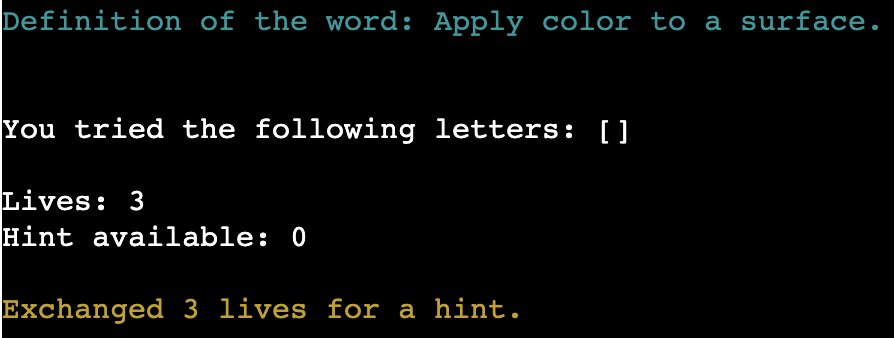 Definition of the word: Apply color to a surface.
You tried the following letters: []
Lives: 3
Hint available: 0
Exchanged 3 lives for a hint.